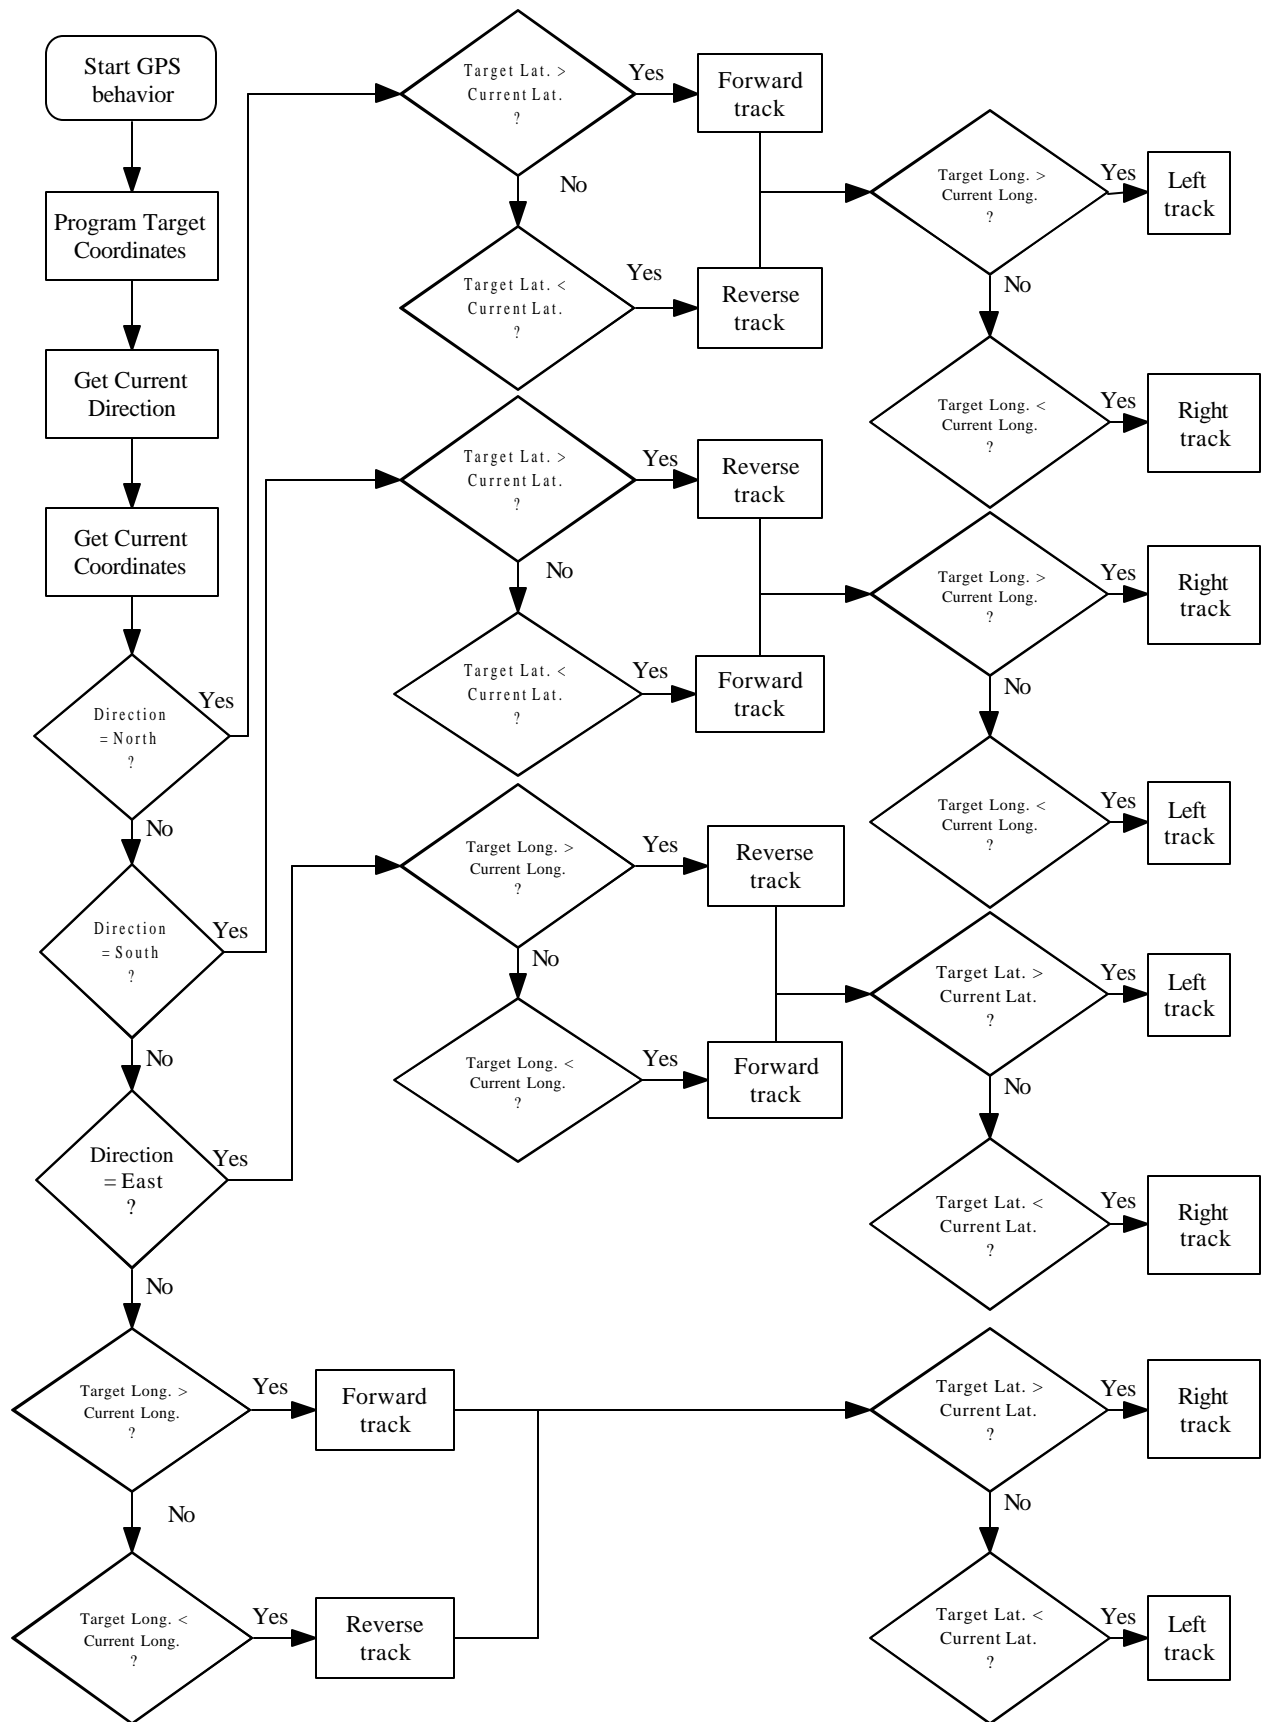 Start GPS
behavior
Program Target
Coordinates
Get Current
Direction
Get Current
Coordinates
Direction
= North
?
Yes
No
Direction
= South
?
Yes
No
Direction
= East
?
Yes
No
Target Lat. >
Current Lat.
?
Yes
Forward
track
No
Target Lat. <
Current Lat.
?
Yes
Reverse
track
Target Long. >
Current Long.
?
Yes
Left
track
No
Target Long. <
Current Long.
?
Yes
Right
track
Target Lat. >
Current Lat.
?
Yes
Reverse
track
No
Target Lat. <
Current Lat.
?
Yes
Forward
track
Target Long. >
Current Long.
?
Yes
Right
track
No
Target Long. <
Current Long.
?
Yes
Left
track
Target Long. >
Current Long.
?
Yes
Reverse
track
No
Target Long. <
Current Long.
?
Yes
Forward
track
Target Lat. >
Current Lat.
?
Yes
Left
track
No
Target Lat. <
Current Lat.
?
Yes
Right
track
Target Long. >
Current Long.
?
Yes
Forward
track
No
Target Long. <
Current Long.
?
Yes
Reverse
track
Target Lat. >
Current Lat.
?
Yes
Right
track
No
Target Lat. <
Current Lat.
?
Yes
Left
track